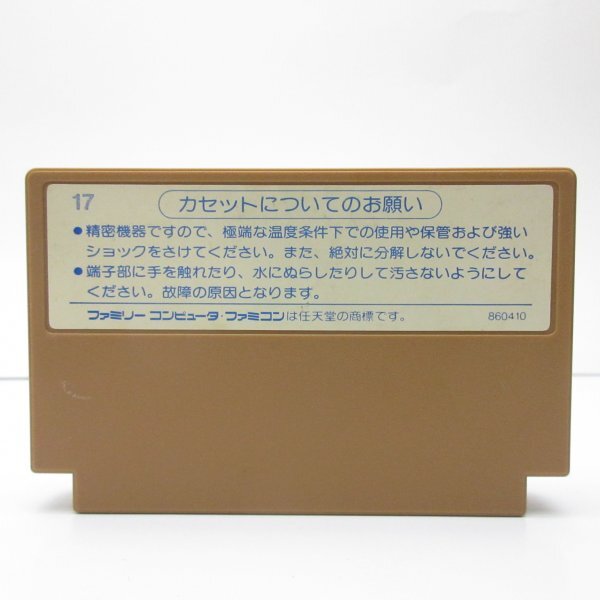 17
カセットについてのお願い
●精密機器ですので、極端な温度条件下での使用や保管および強い
ショックをさけてください。また、絶対に分解しないでください。
●端子部に手を触れたり、水にぬらしたりして汚さないようにして
ください。故障の原因となります。
ファミリーコンピュータ・ファミコンは任天堂の商標です。 860410